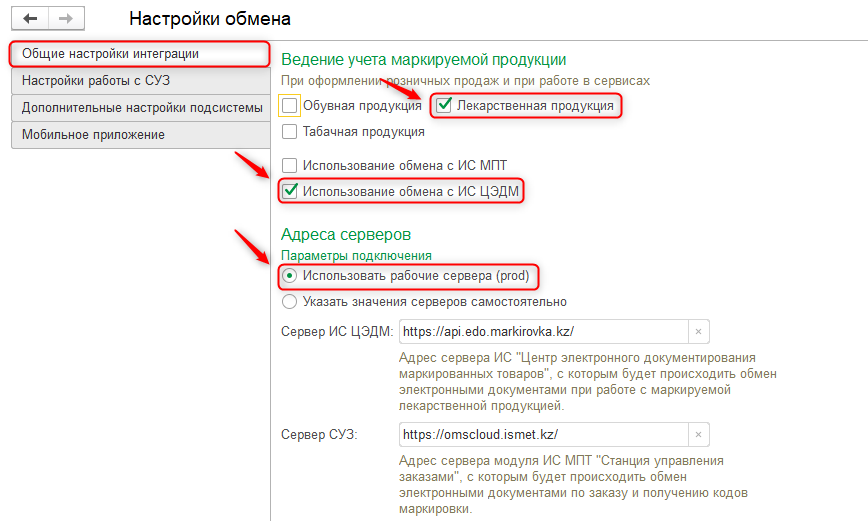 Настройки обмена
Общие настройки интеграции
Настройки работы с СУЗ
Дополнительные настройки подсистемы
Мобильное приложение
Ведение учета маркируемой продукции
При оформлении розничных продаж и при работе в сервисах
Обувная продукция Лекарственная продукция
Табачная продукция
Использование обмена с ИС МПТ
Использование обмена с ИС ЦЭДМ
Адреса серверов
Параметры подключения
Использовать рабочие сервера (prod)
Указать значения серверов самостоятельно
Сервер ИС ЦЭДМ: https://api.edo.markirovka.kz/ ×
Адрес сервера ИС "Центр электронного документирования
маркированных товаров", с которым будет происходить обмен
электронными документами при работе с маркируемой
лекарственной продукцией.
Сервер СУЗ: https://omscloud.ismet.kz/ ×
Адрес сервера модуля ИС МПТ "Станция управления
заказами", с которым будет происходить обмен
электронными документами по заказу и получению кодов
маркировки.